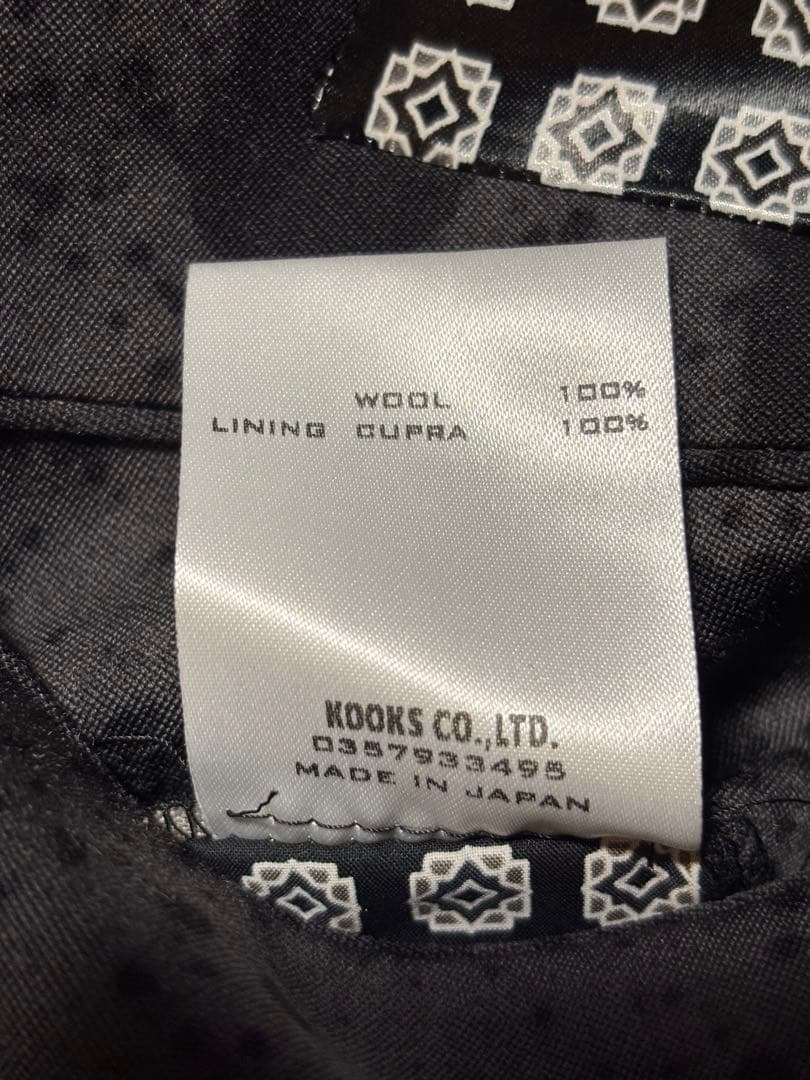 WOOL 100%
LINING CUPRA 100%
KOOKS CO.,LTD.
0357933495
MADE IN JAPAN